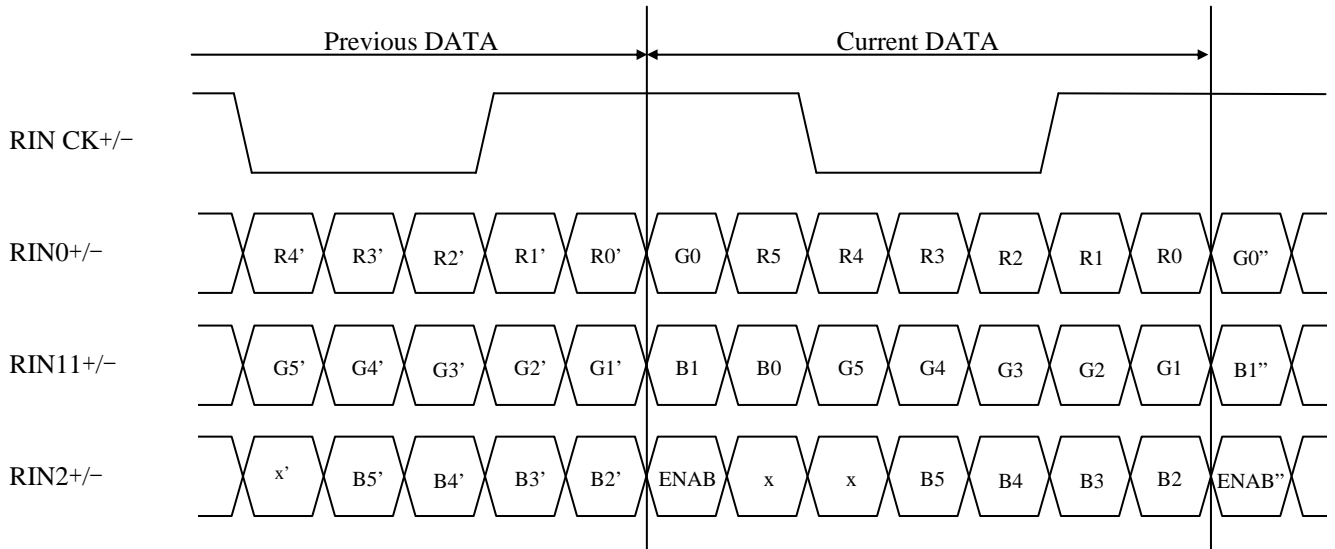 Previous DATA Current DATA
RIN CK+/−
RIN0+/− R4’ R3’ R2’ R1’ R0’ G0 R5 R4 R3 R2 R1 R0 G0”
RIN11+/− G5’ G4’ G3’ G2’ G1’ B1 B0 G5 G4 G3 G2 G1 B1”
RIN2+/− x’ B5’ B4’ B3’ B2’ ENAB x x B5 B4 B3 B2 ENAB”